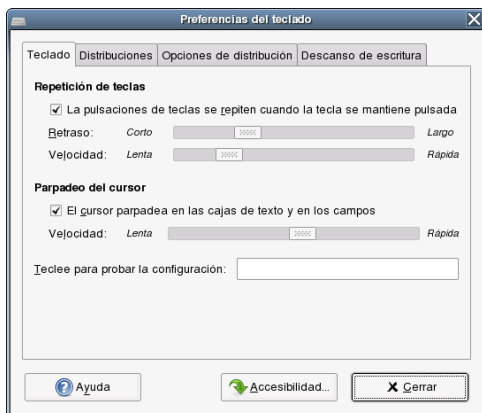 Preferencias del teclado
Teclado Distribuciones Opciones de distribución Descanso de escritura
Repetición de teclas
La pulsaciones de teclas se repiten cuando la tecla se mantiene pulsada
Retraso: Corto Largo
Velocidad: Lenta Rápida
Parpadeo del cursor
El cursor parpadea en las cajas de texto y en los campos
Velocidad: Lenta Rápida
Teclee para probar la configuración:
Ayuda Accesibilidad... Cerrar